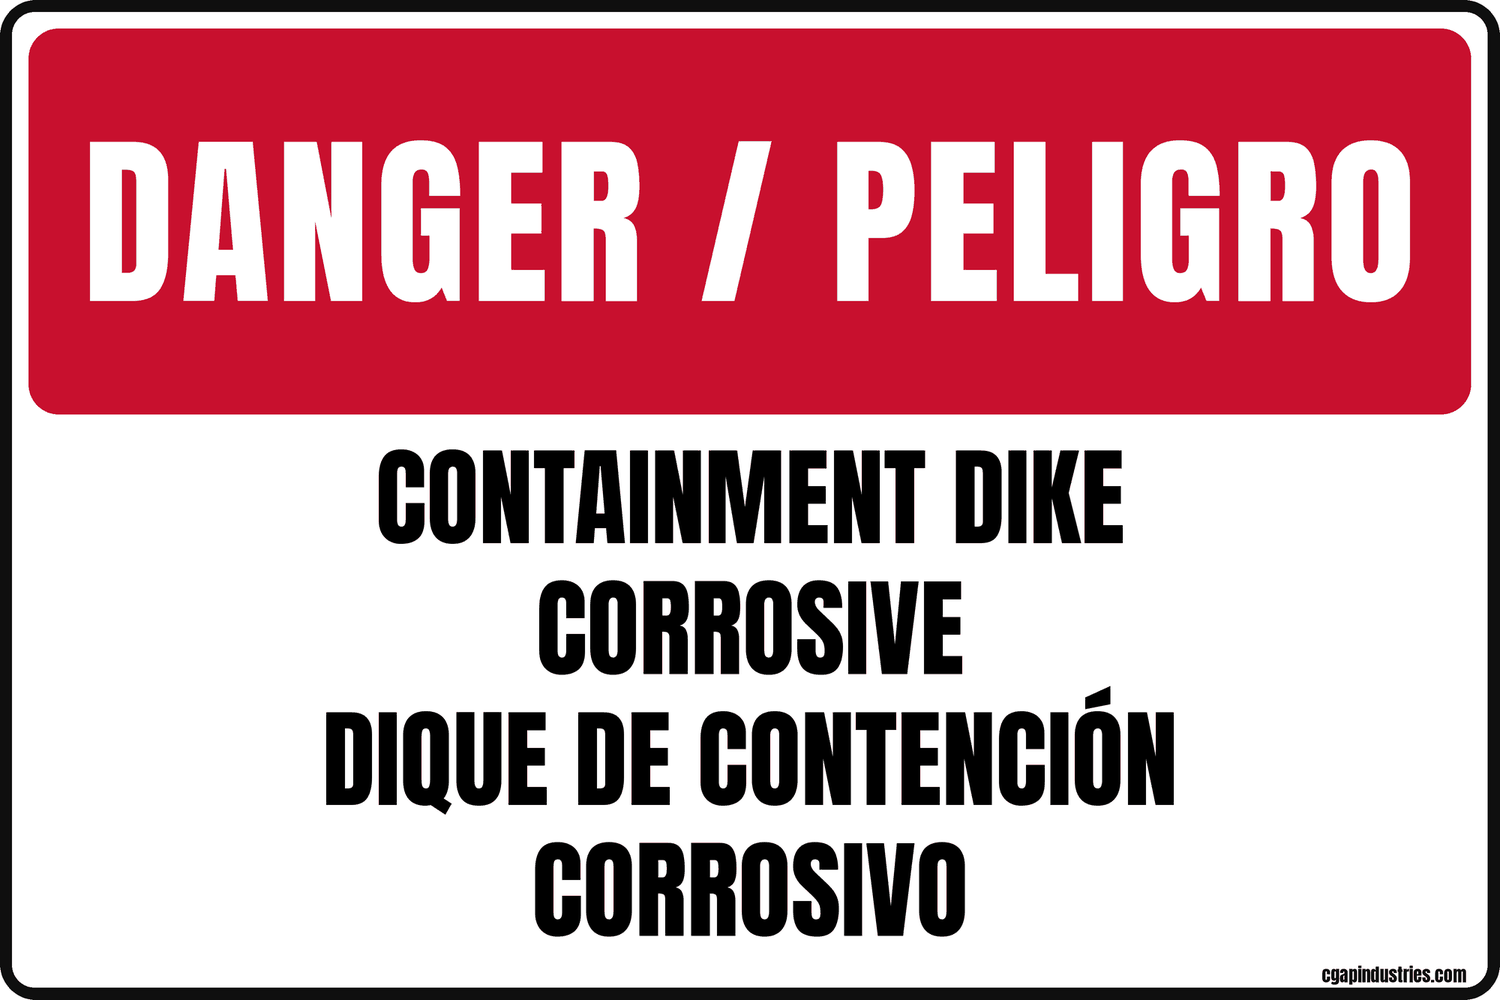 DANGER / PELIGRO
CONTAINMENT DIKE
CORROSIVE
DIQUE DE CONTENCIÓN
CORROSIVO
cgapindustries.com